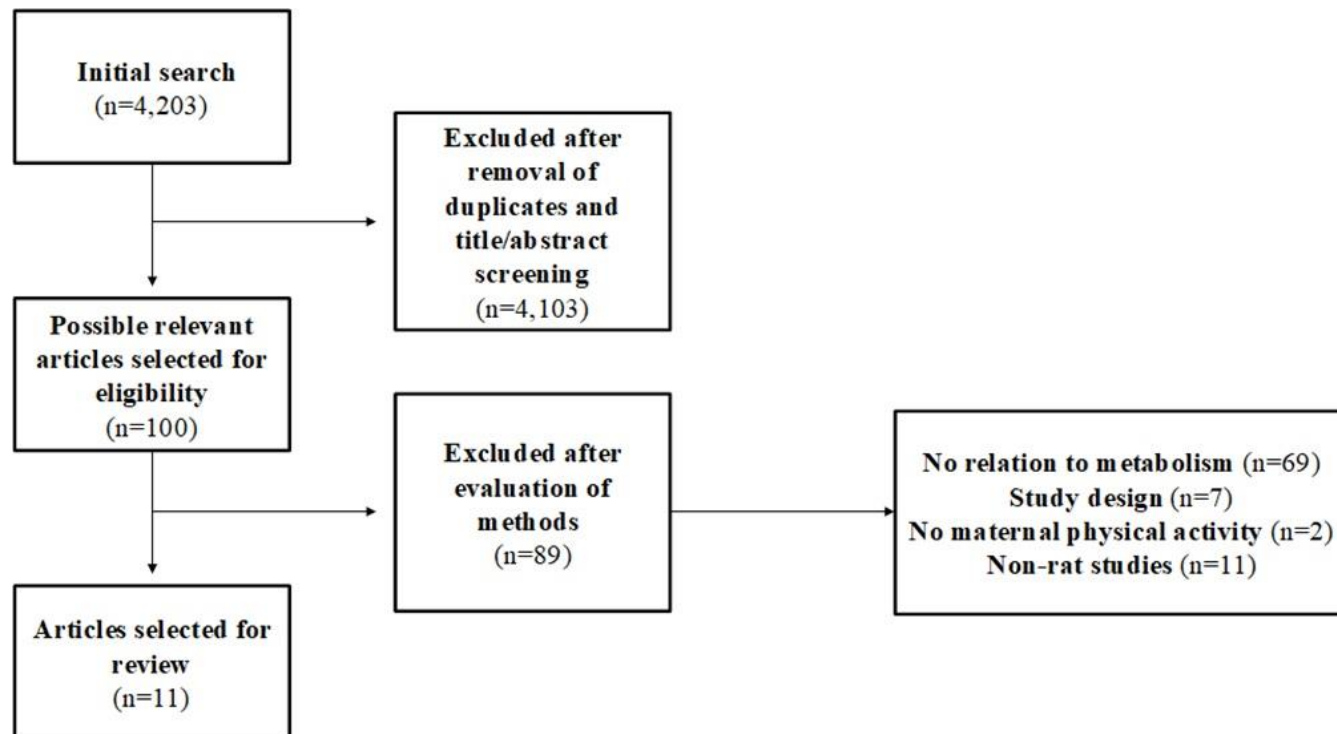 Initial search
(n=4,203)
Excluded after
removal of
duplicates and
title/abstract
screening
(n=4,103)
Possible relevant
articles selected for
eligibility
(n=100)
Excluded after
evaluation of
methods
(n=89)
No relation to metabolism (n=69)
Study design (n=7)
No maternal physical activity (n=2)
Non-rat studies (n=11)
Articles selected for
review
(n=11)